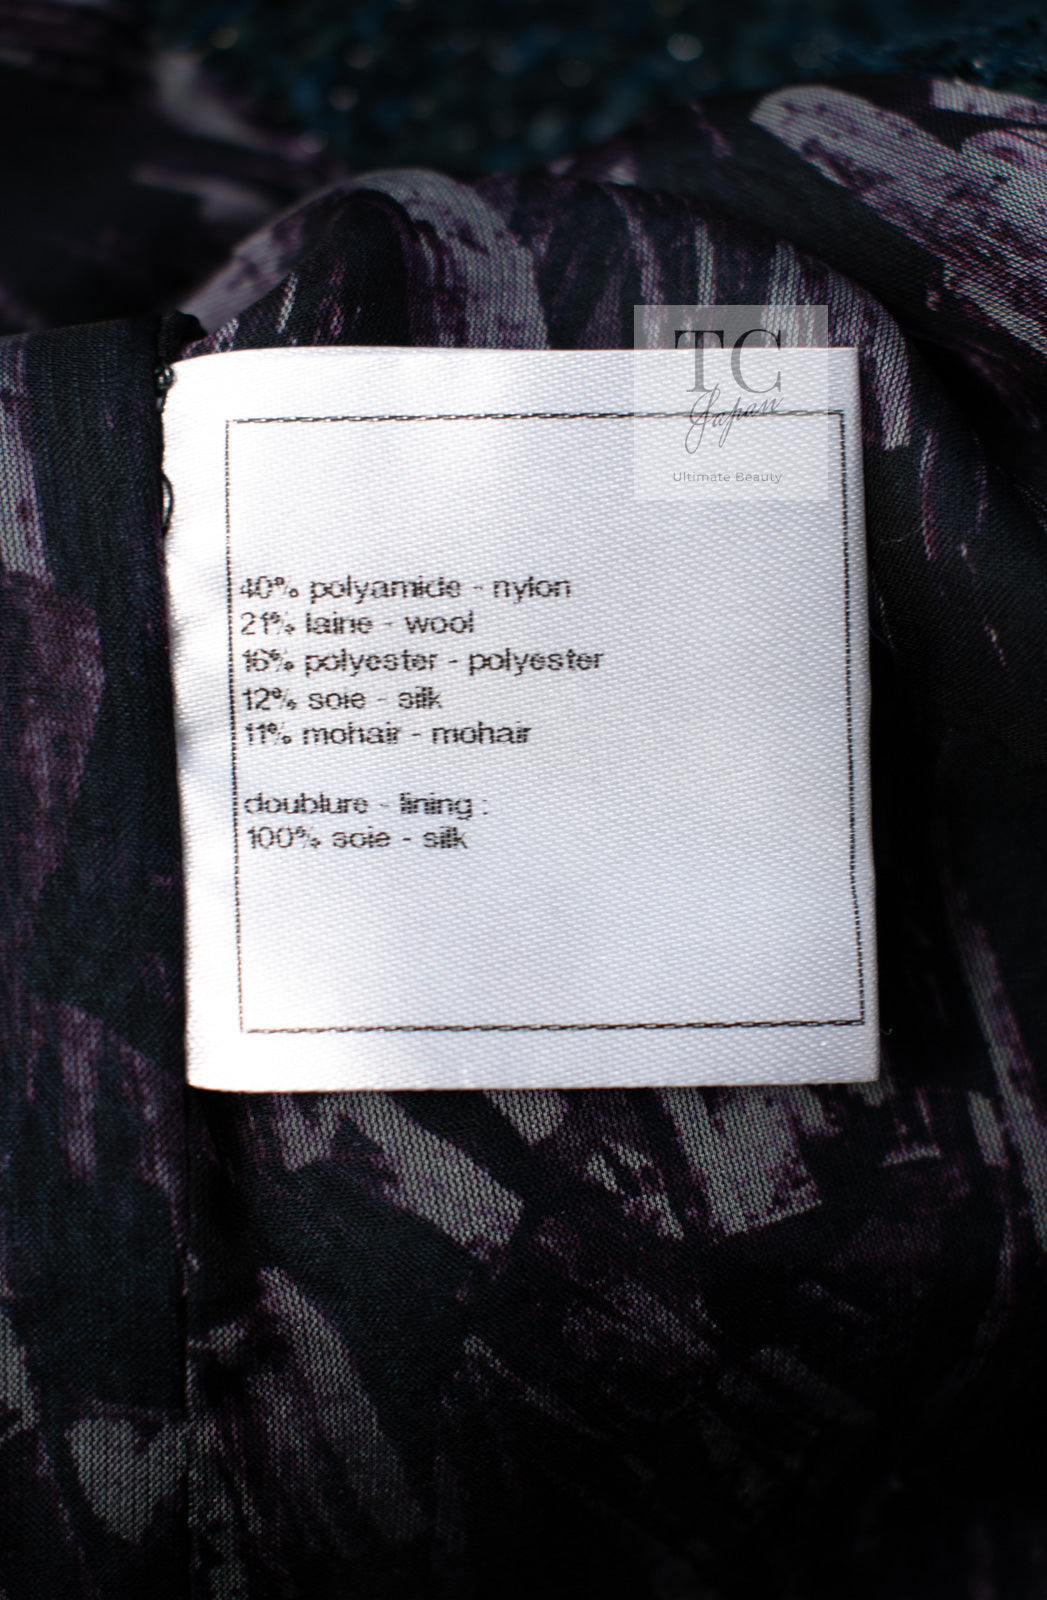 TC
Japan
Ultimate Beauty
40% polyamide - nylon
21% laine - wool
16% polyester - polyester
12% soie - silk
11% mohair - mohair
doublure - lining :
100% soie - silk